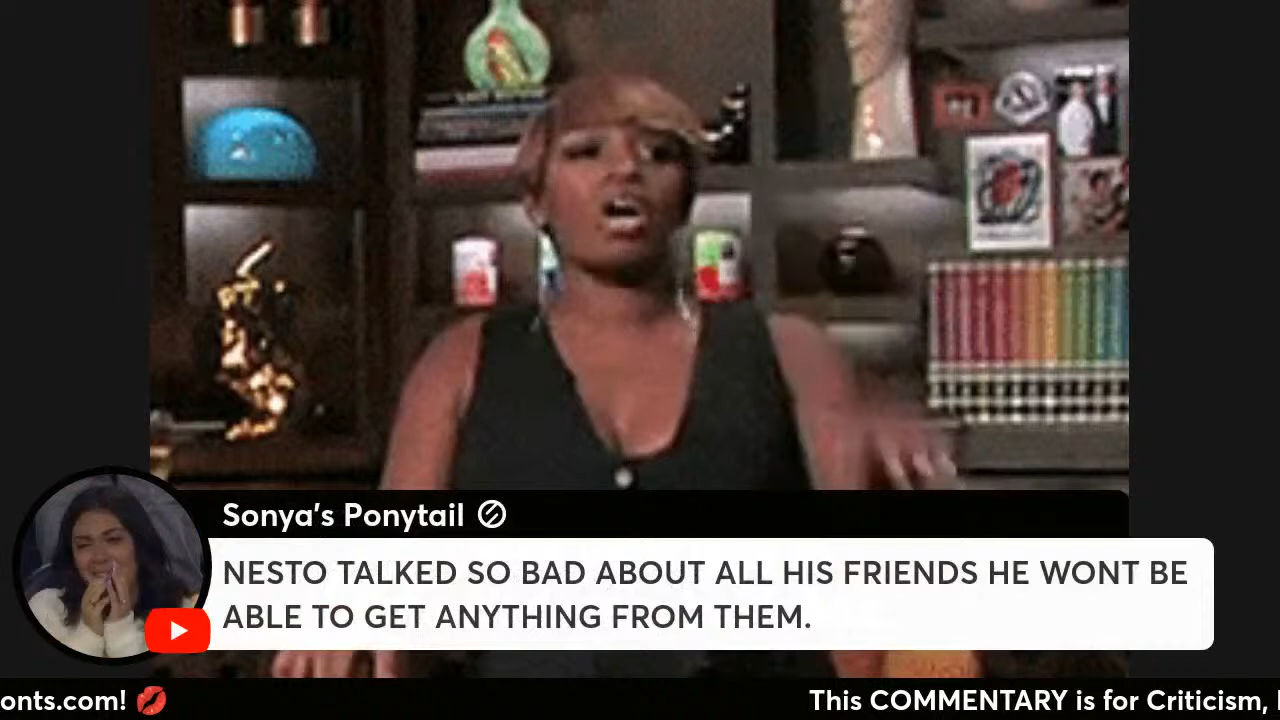 Sonya's Ponytail
NESTO TALKED SO BAD ABOUT ALL HIS FRIENDS HE WONT BE
ABLE TO GET ANYTHING FROM THEM.
onts.com! 💋 This COMMENTARY is for Criticism,